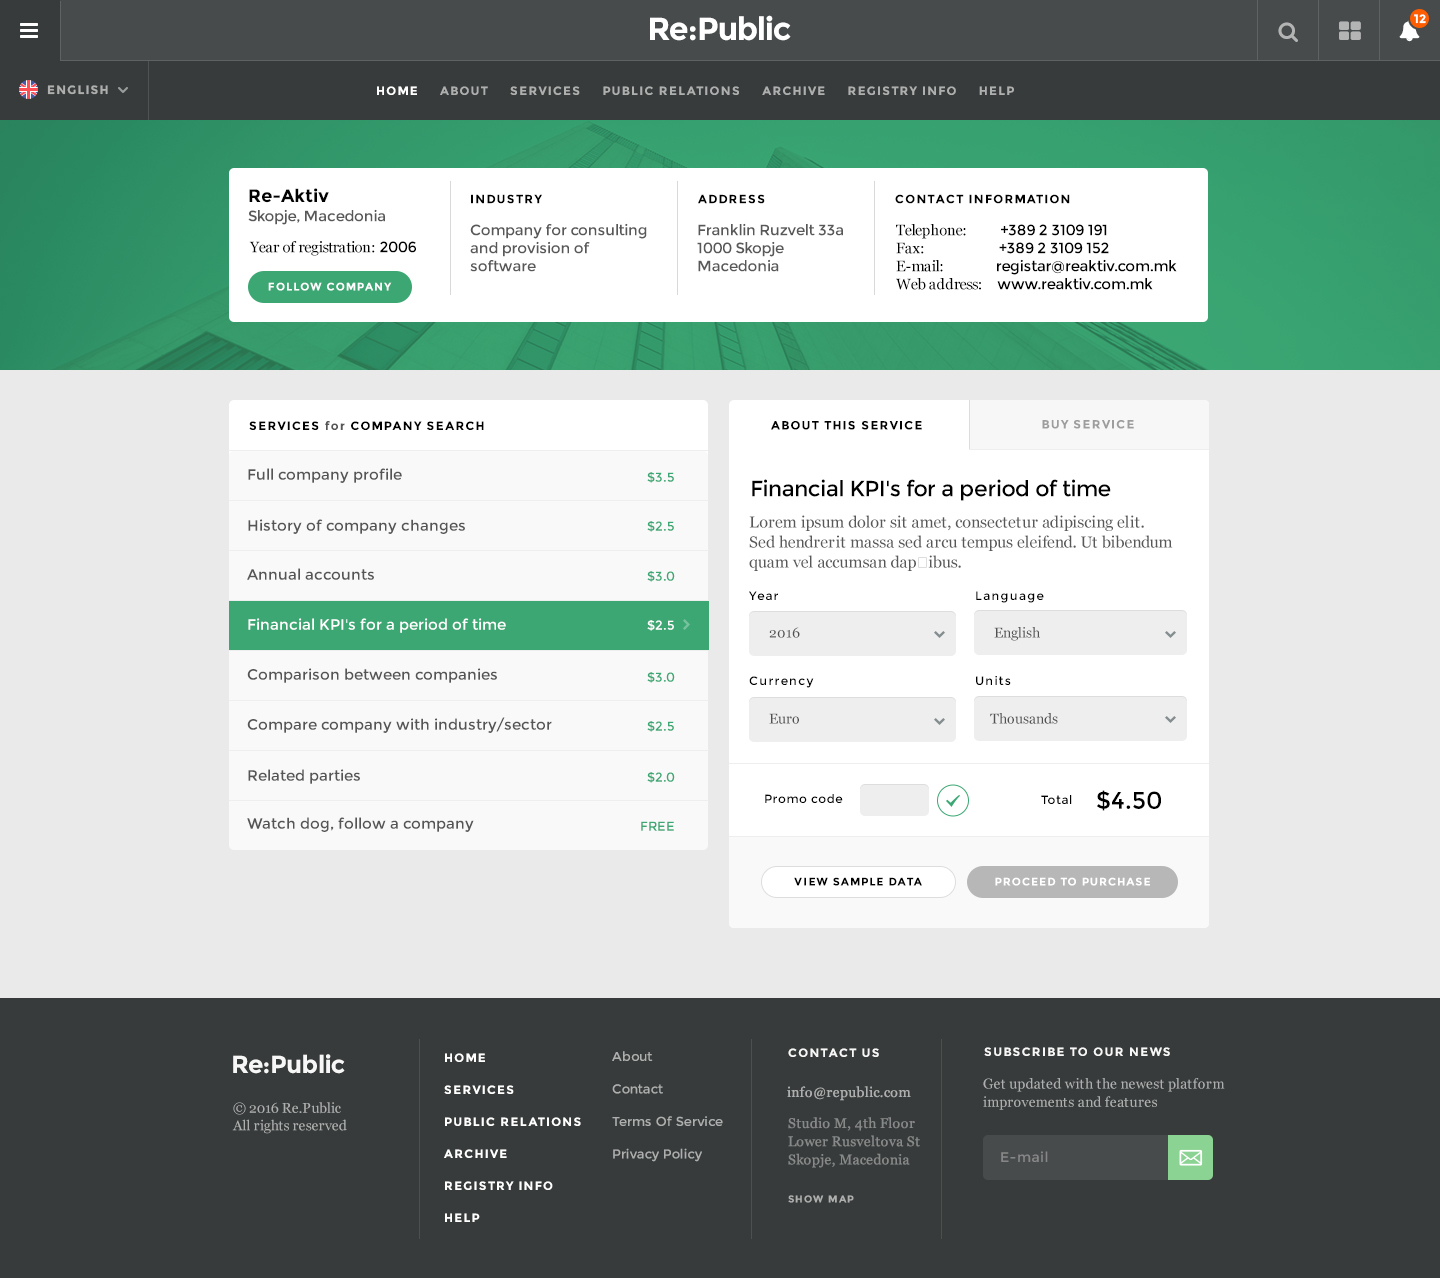 Re:Public
12
ENGLISH
HOME ABOUT SERVICES PUBLIC RELATIONS ARCHIVE REGISTRY INFO HELP
Re-Aktiv
Skopje, Macedonia
Year of registration: 2006
FOLLOW COMPANY
INDUSTRY
Company for consulting
and provision of
software
ADDRESS
Franklin Ruzvelt 33a
1000 Skopje
Macedonia
CONTACT INFORMATION
Telephone: +389 2 3109 191
Fax: +389 2 3109 152
E-mail: registar@reaktiv.com.mk
Web address: www.reaktiv.com.mk
SERVICES for COMPANY SEARCH
Full company profile $3.5
History of company changes $2.5
Annual accounts $3.0
Financial KPI's for a period of time $2.5
Comparison between companies $3.0
Compare company with industry/sector $2.5
Related parties $2.0
Watch dog, follow a company FREE
ABOUT THIS SERVICE BUY SERVICE
Financial KPI's for a period of time
Lorem ipsum dolor sit amet, consectetur adipiscing elit.
Sed hendrerit massa sed arcu tempus eleifend. Ut bibendum
quam vel accumsan dap□ibus.
Year Language
2016 English
Currency Units
Euro Thousands
Promo code Total $4.50
VIEW SAMPLE DATA PROCEED TO PURCHASE
Re:Public
© 2016 Re.Public
All rights reserved
HOME
SERVICES
PUBLIC RELATIONS
ARCHIVE
REGISTRY INFO
HELP
About
Contact
Terms Of Service
Privacy Policy
CONTACT US
info@republic.com
Studio M, 4th Floor
Lower Rusveltova St
Skopje, Macedonia
SHOW MAP
SUBSCRIBE TO OUR NEWS
Get updated with the newest platform
improvements and features
E-mail